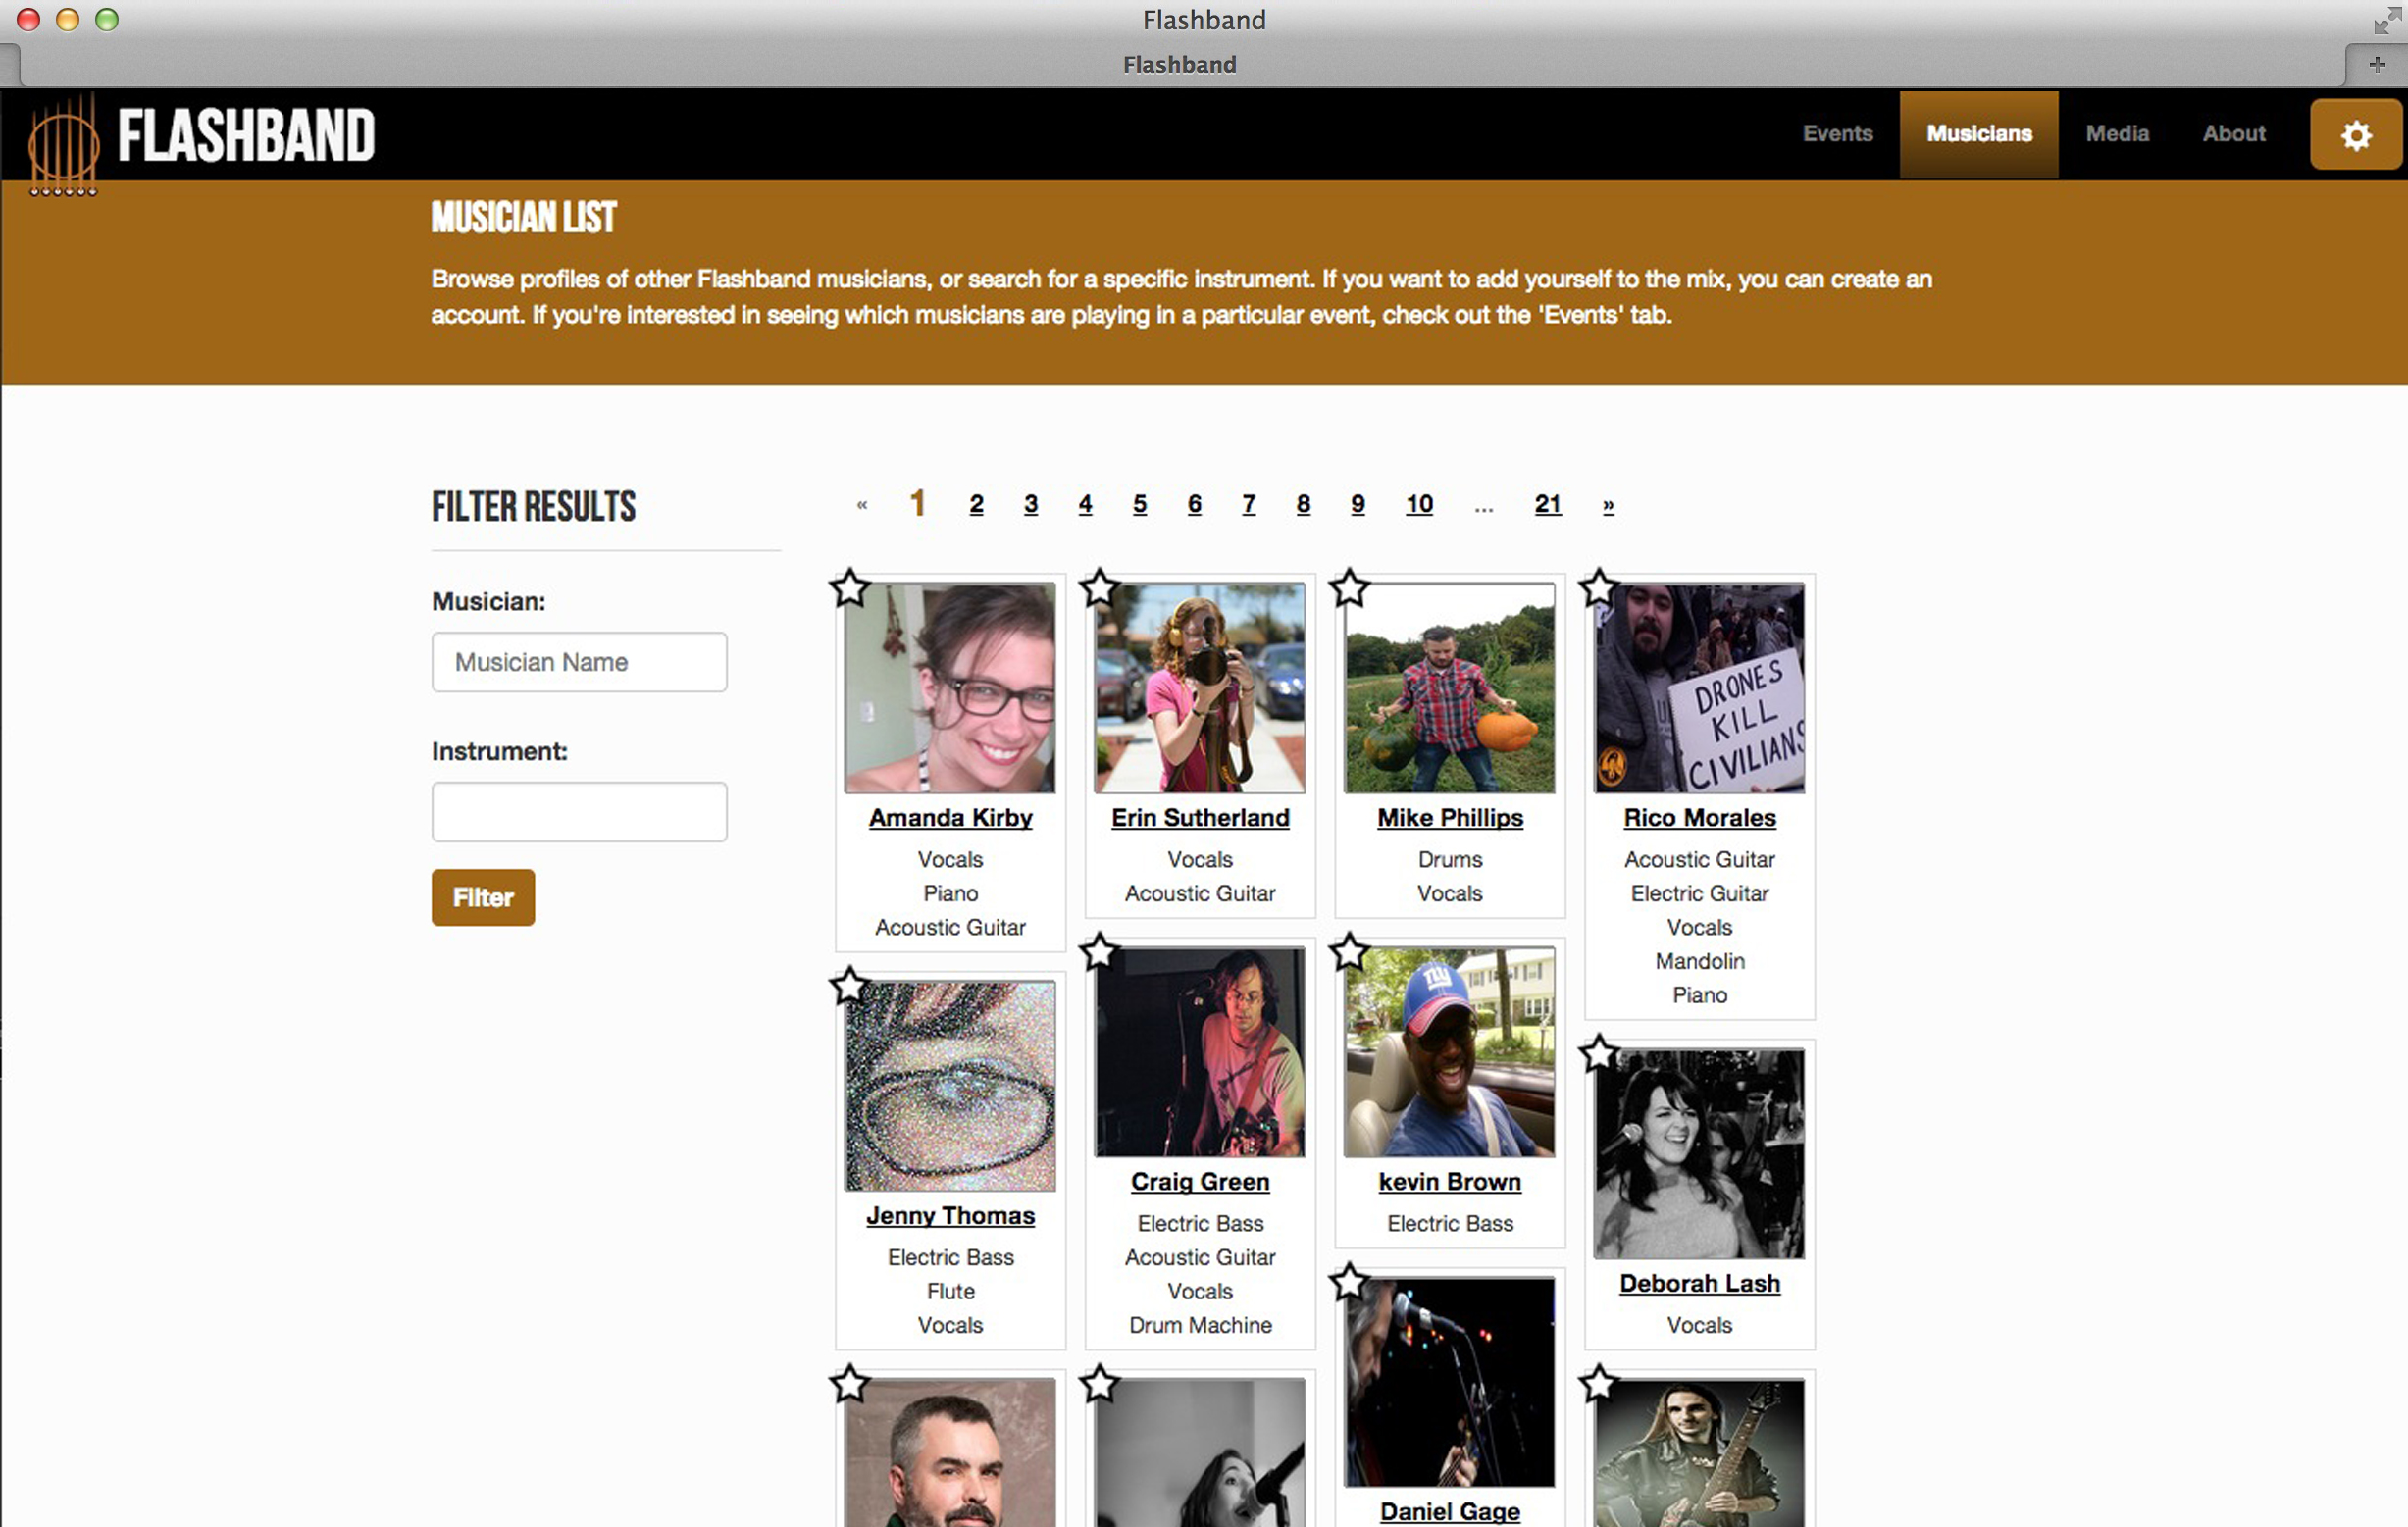 Flashband
Flashband
FLASHBAND
Events
Musicians
Media
About
MUSICIAN LIST
Browse profiles of other Flashband musicians, or search for a specific instrument. If you want to add yourself to the mix, you can create an
account. If you're interested in seeing which musicians are playing in a particular event, check out the 'Events' tab.
FILTER RESULTS
Musician:
Musician Name
Instrument:
Filter
« 1 2 3 4 5 6 7 8 9 10 ... 21 »
Amanda Kirby
Vocals
Piano
Acoustic Guitar
Erin Sutherland
Vocals
Acoustic Guitar
Mike Phillips
Drums
Vocals
DRONES
KILL
CIVILIANS
Rico Morales
Acoustic Guitar
Electric Guitar
Vocals
Mandolin
Piano
Jenny Thomas
Electric Bass
Flute
Vocals
Craig Green
Electric Bass
Acoustic Guitar
Vocals
Drum Machine
ny
kevin Brown
Electric Bass
Deborah Lash
Vocals
Daniel Gage